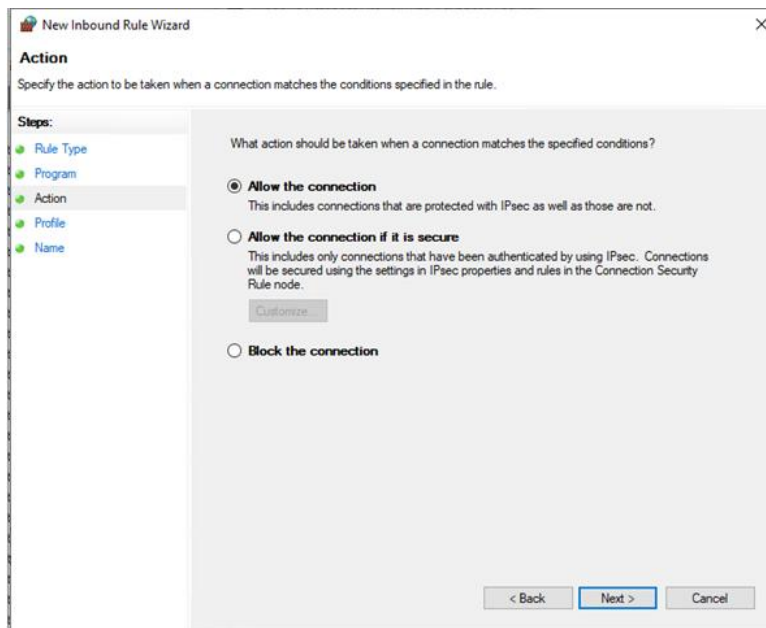 New Inbound Rule Wizard
Action
Specify the action to be taken when a connection matches the conditions specified in the rule.
Steps:
Rule Type
Program
Action
Profile
Name
What action should be taken when a connection matches the specified conditions?
Allow the connection
This includes connections that are protected with IPsec as well as those are not.
Allow the connection if it is secure
This includes only connections that have been authenticated by using IPsec. Connections
will be secured using the settings in IPsec properties and rules in the Connection Security
Rule node.
Customize...
Block the connection
< Back
Next >
Cancel